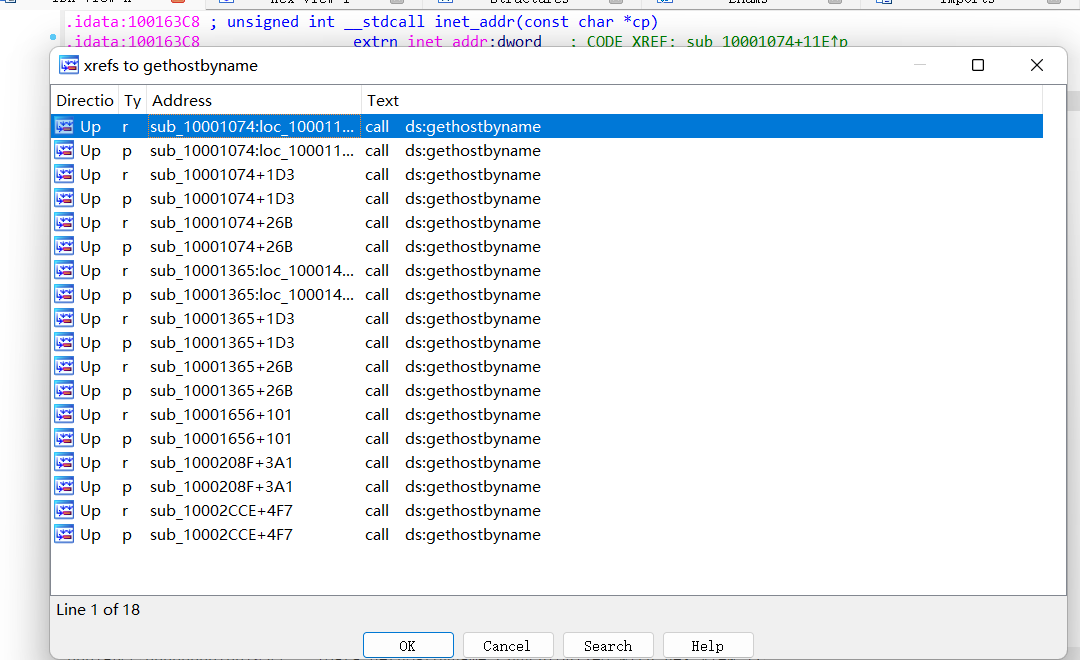 .idata:100163C8 ; unsigned int __stdcall inet_addr(const char *cp)
.idata:100163C8 extrn inet_addr:dword ; CODE XREF: sub_10001074+11E↑p
xrefs to gethostbyname
Directio Ty Address Text
Up r sub_10001074:loc_100011... call ds:gethostbyname
Up p sub_10001074:loc_100011... call ds:gethostbyname
Up r sub_10001074+1D3 call ds:gethostbyname
Up p sub_10001074+1D3 call ds:gethostbyname
Up r sub_10001074+26B call ds:gethostbyname
Up p sub_10001074+26B call ds:gethostbyname
Up r sub_10001365:loc_100014... call ds:gethostbyname
Up p sub_10001365:loc_100014... call ds:gethostbyname
Up r sub_10001365+1D3 call ds:gethostbyname
Up p sub_10001365+1D3 call ds:gethostbyname
Up r sub_10001365+26B call ds:gethostbyname
Up p sub_10001365+26B call ds:gethostbyname
Up r sub_10001656+101 call ds:gethostbyname
Up p sub_10001656+101 call ds:gethostbyname
Up r sub_1000208F+3A1 call ds:gethostbyname
Up p sub_1000208F+3A1 call ds:gethostbyname
Up r sub_10002CCE+4F7 call ds:gethostbyname
Up p sub_10002CCE+4F7 call ds:gethostbyname
Line 1 of 18
OK Cancel Search Help